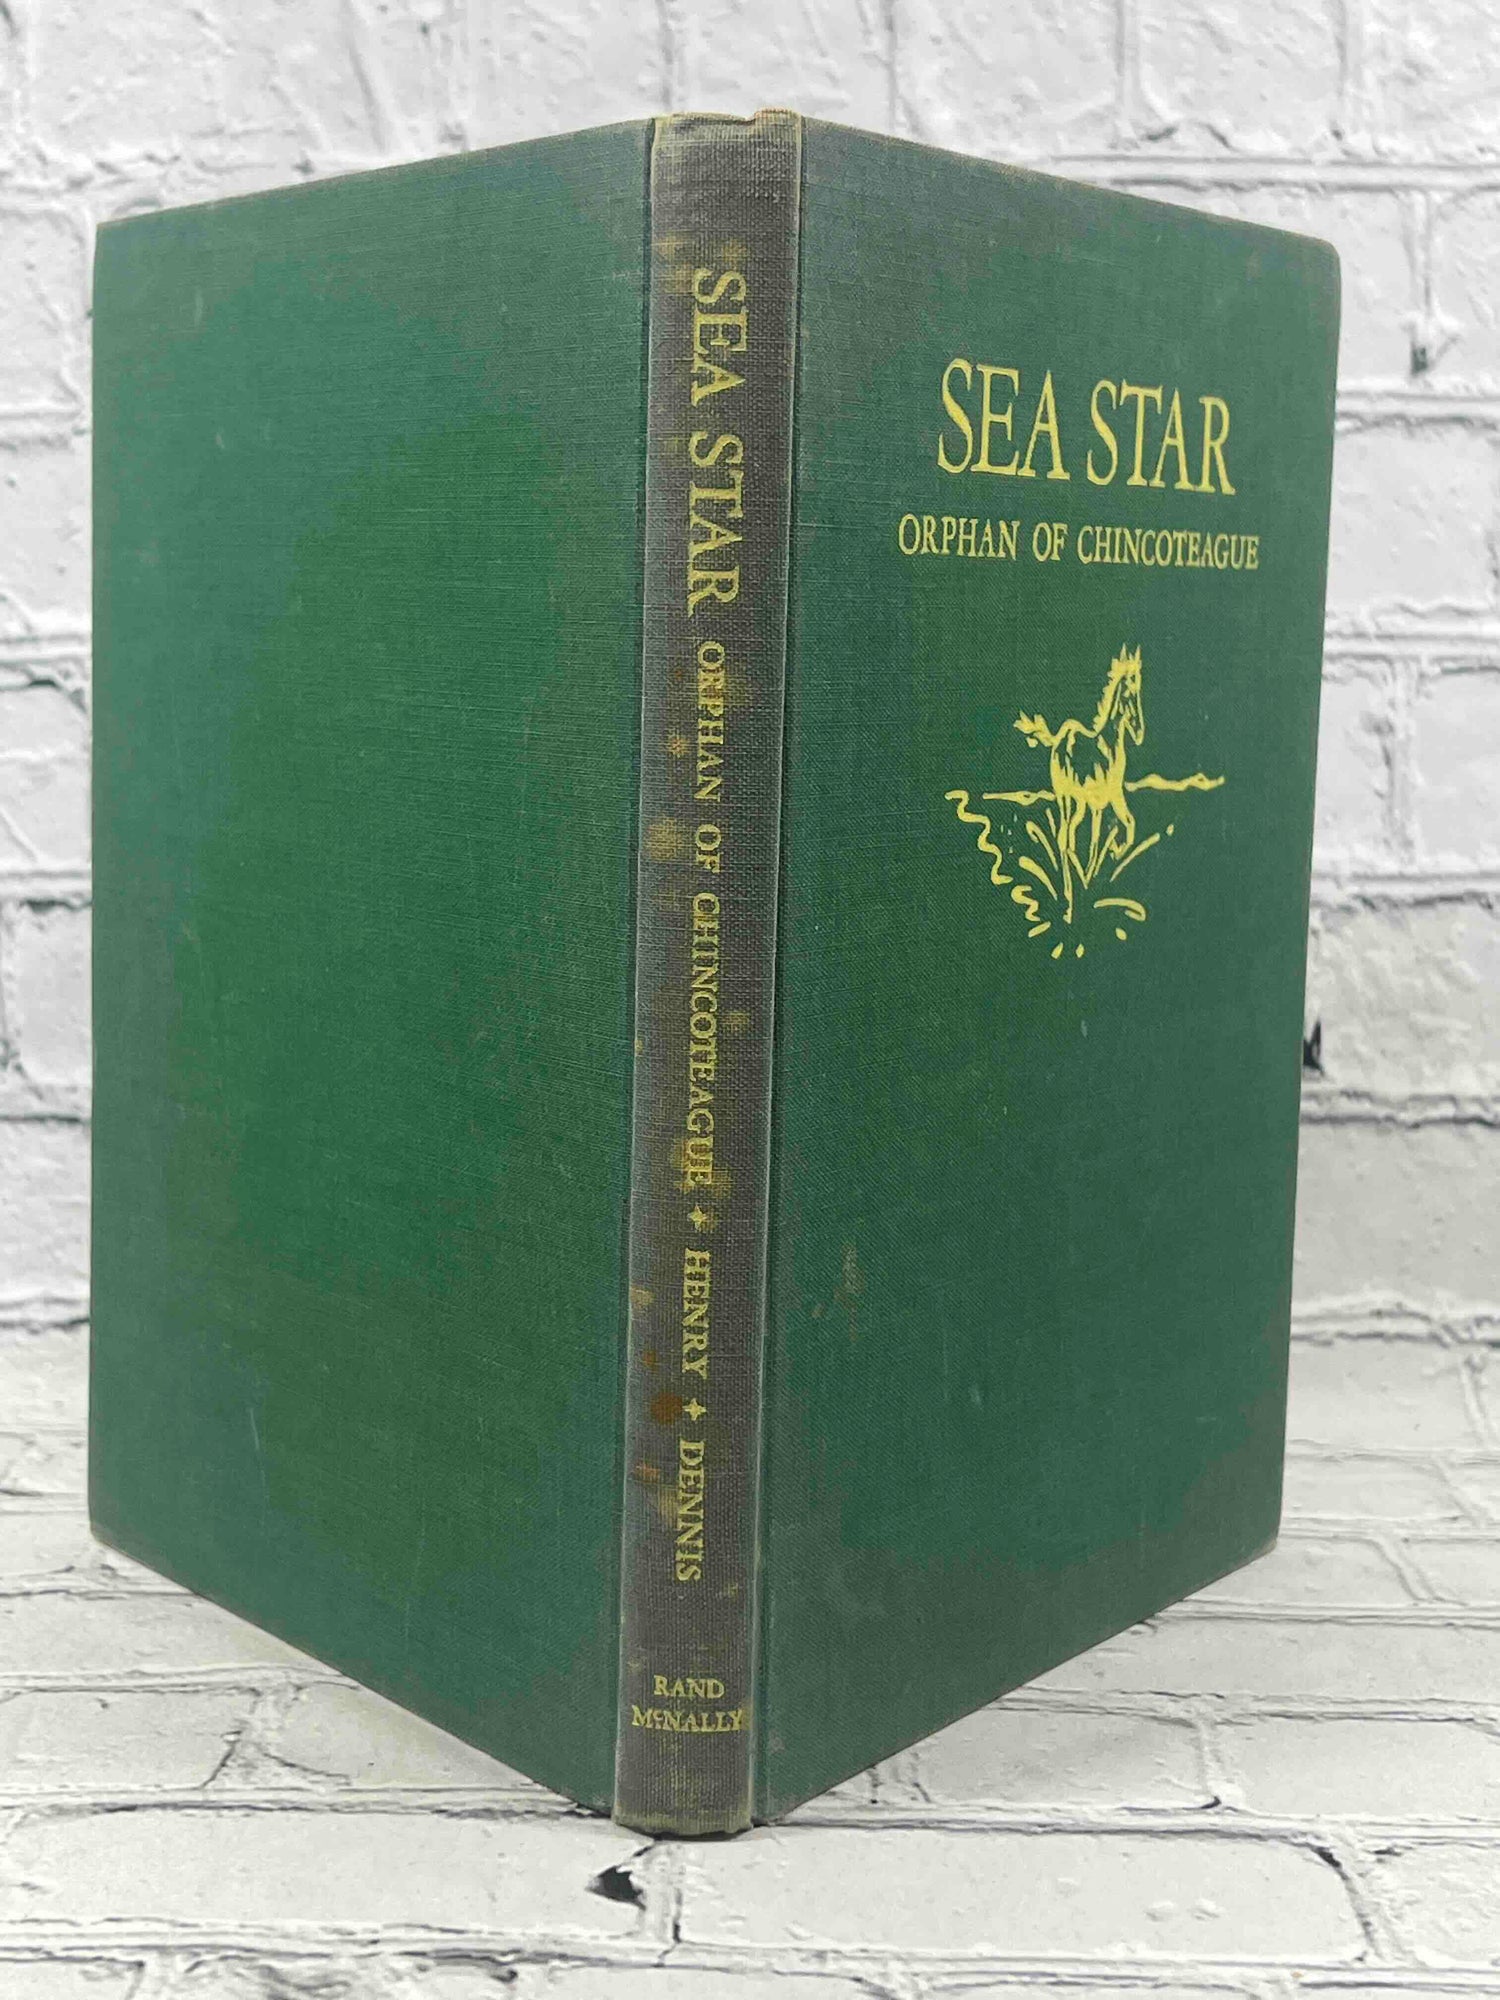 SEA STAR ORPHAN OF CHINCOTEAGUE ✦ HENRY ✦ DENNIS
RAND
McNALLY
SEA STAR
ORPHAN OF CHINCOTEAGUE